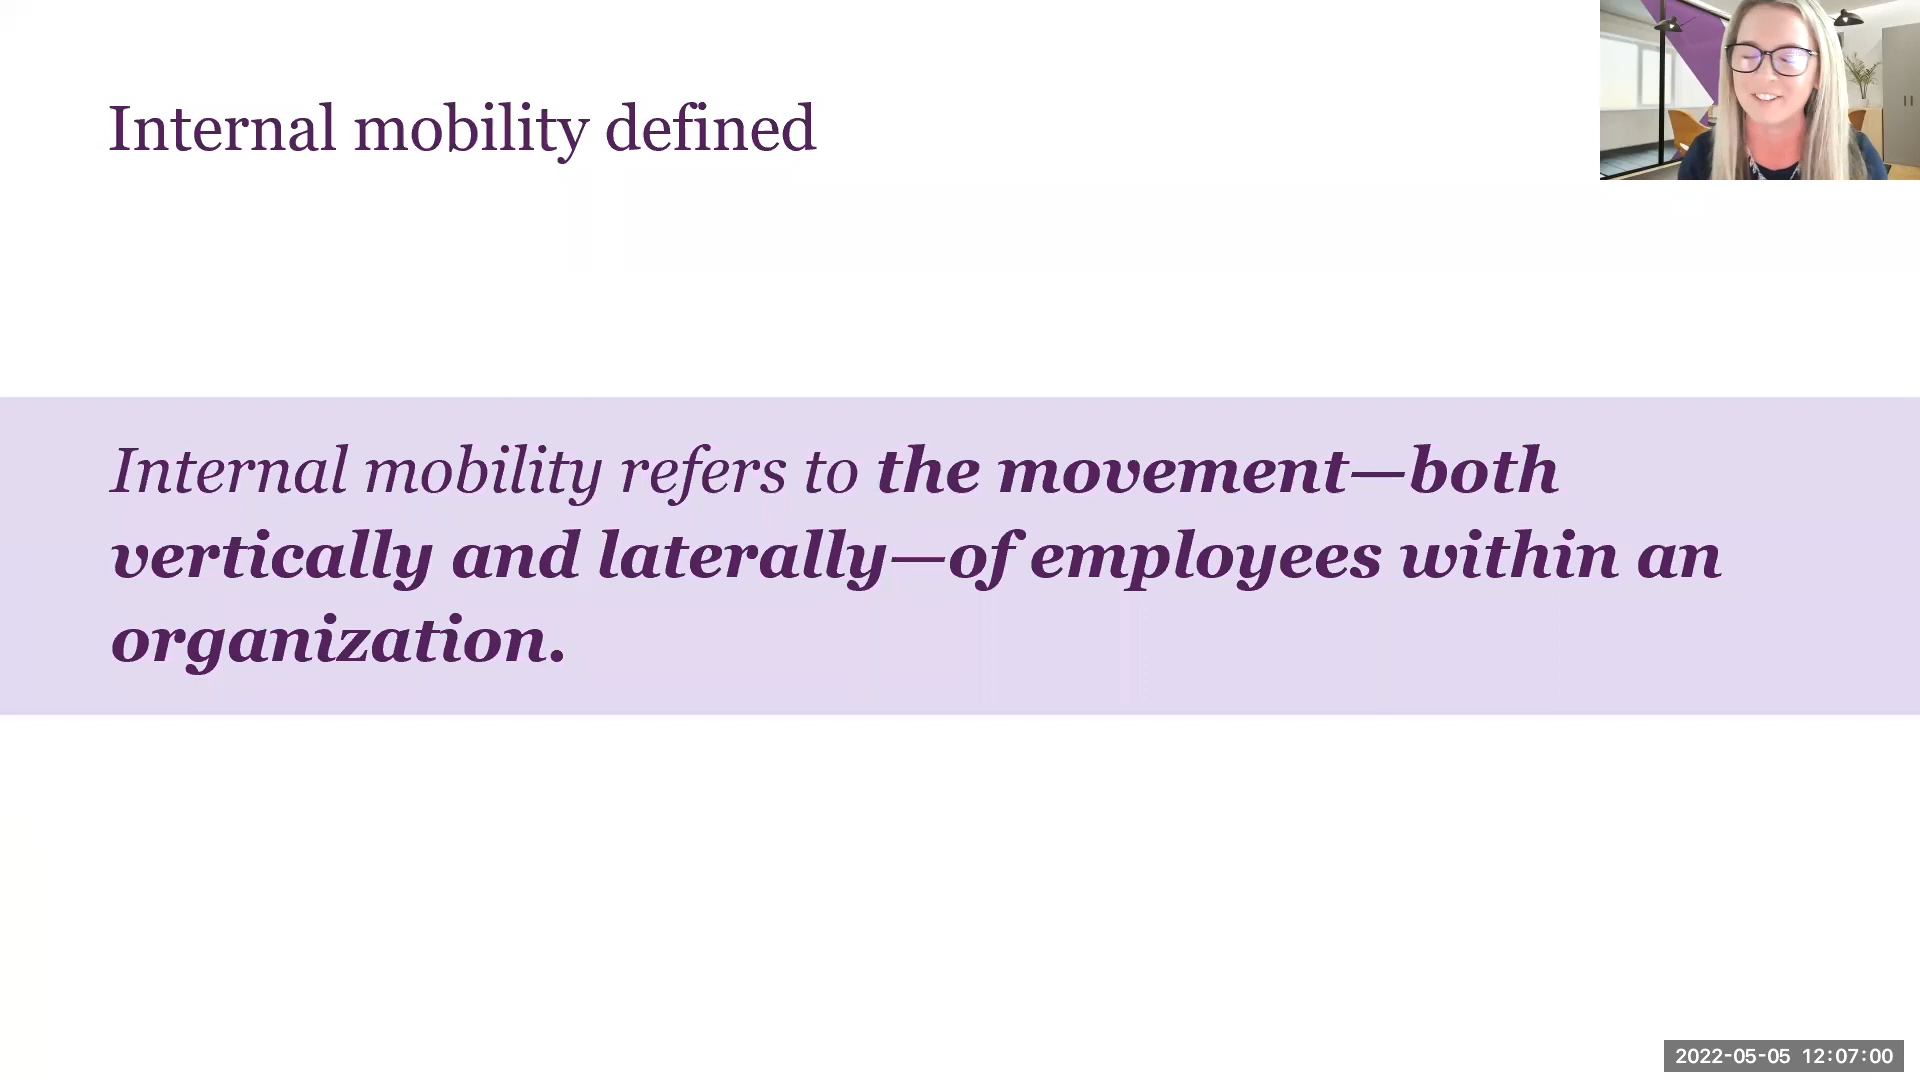 Internal mobility defined
Internal mobility refers to the movement—both
vertically and laterally—of employees within an
organization.
2022-05-05 12:07:00